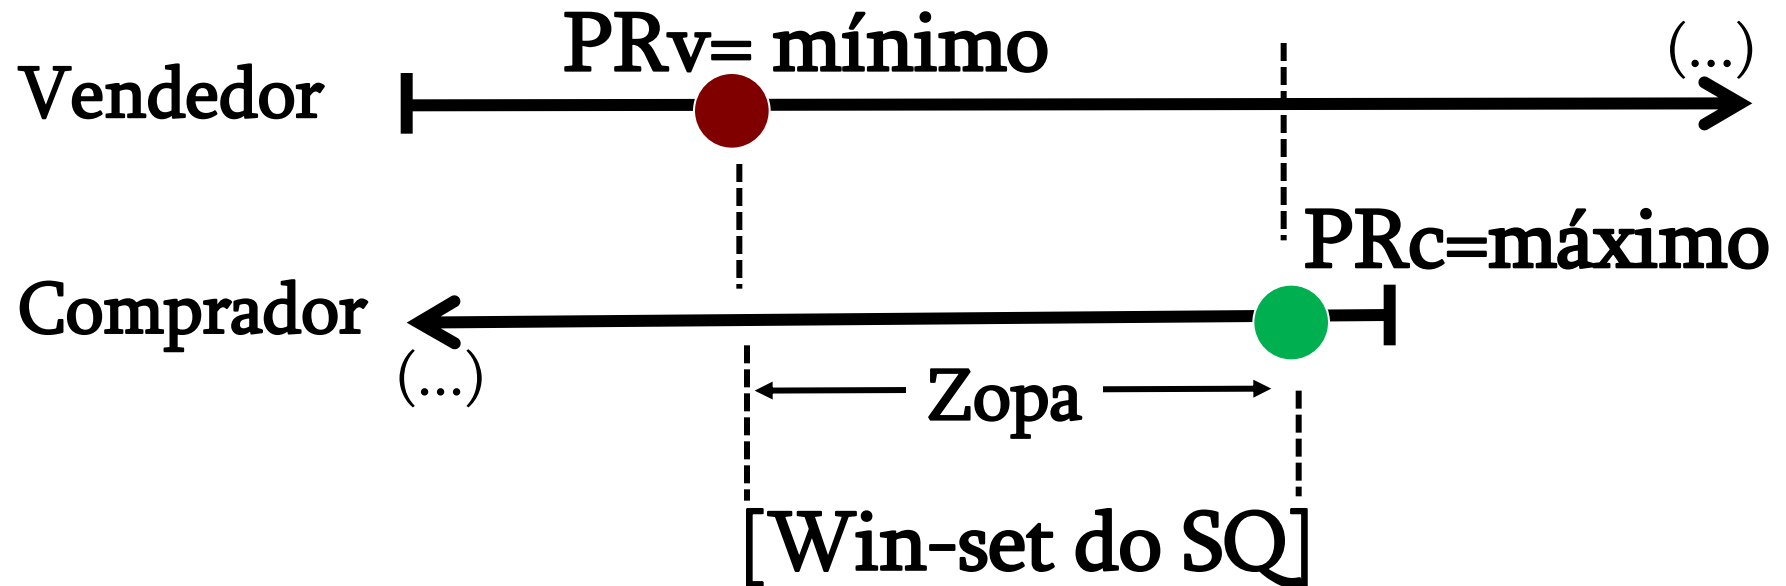 PRv= mínimo
(...)
Vendedor
PRc=máximo
Comprador
(...)
Zopa
[Win-set do SQ]